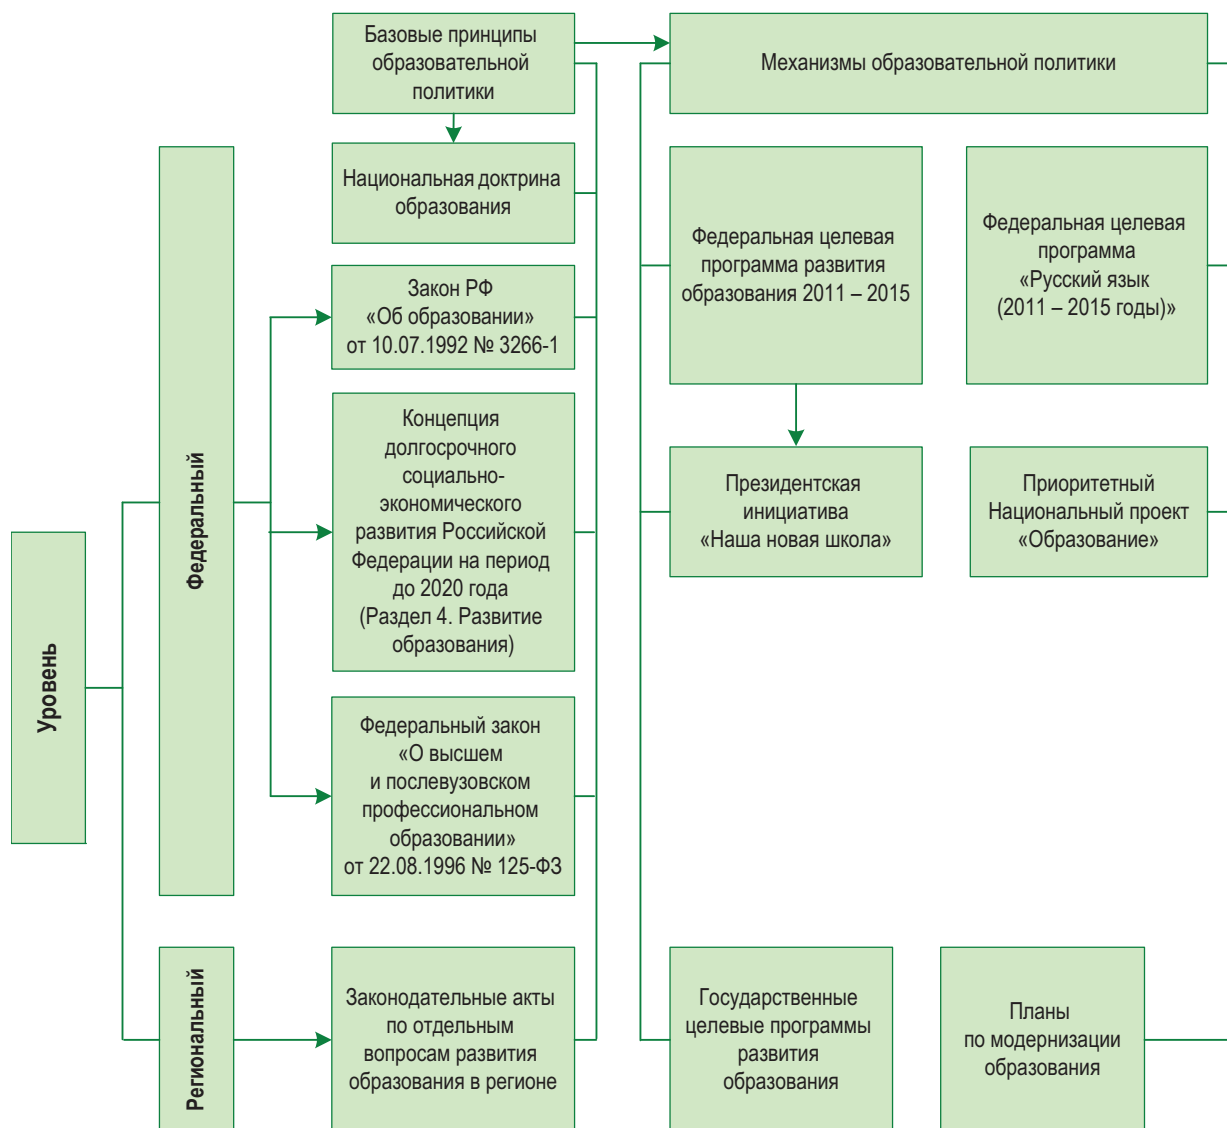 Базовые принципы
образовательной
политики
Механизмы образовательной политики
Национальная доктрина
образования
Федеральная целевая
программа развития
образования 2011 – 2015
Федеральная целевая
программа
«Русский язык
(2011 – 2015 годы)»
Закон РФ
«Об образовании»
от 10.07.1992 № 3266-1
Уровень
Федеральный
Концепция
долгосрочного
социально-
экономического
развития Российской
Федерации на период
до 2020 года
(Раздел 4. Развитие
образования)
Президентская
инициатива
«Наша новая школа»
Приоритетный
Национальный проект
«Образование»
Федеральный закон
«О высшем
и послевузовском
профессиональном
образовании»
от 22.08.1996 № 125-ФЗ
Региональный
Законодательные акты
по отдельным
вопросам развития
образования в регионе
Государственные
целевые программы
развития
образования
Планы
по модернизации
образования